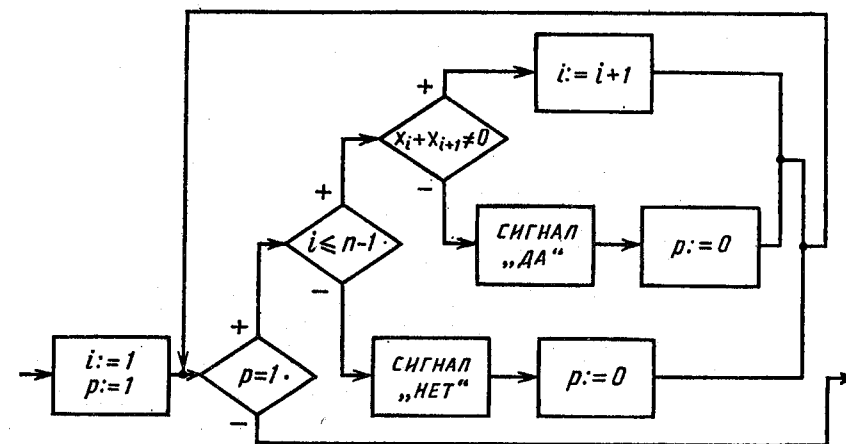 +
i:= i+1
x_i+x_{i+1}≠0
+
−
i ≤ n-1
СИГНАЛ
„ДА“
p:=0
+
−
i:=1
p:=1
p=1
СИГНАЛ
„НЕТ“
p:=0
−